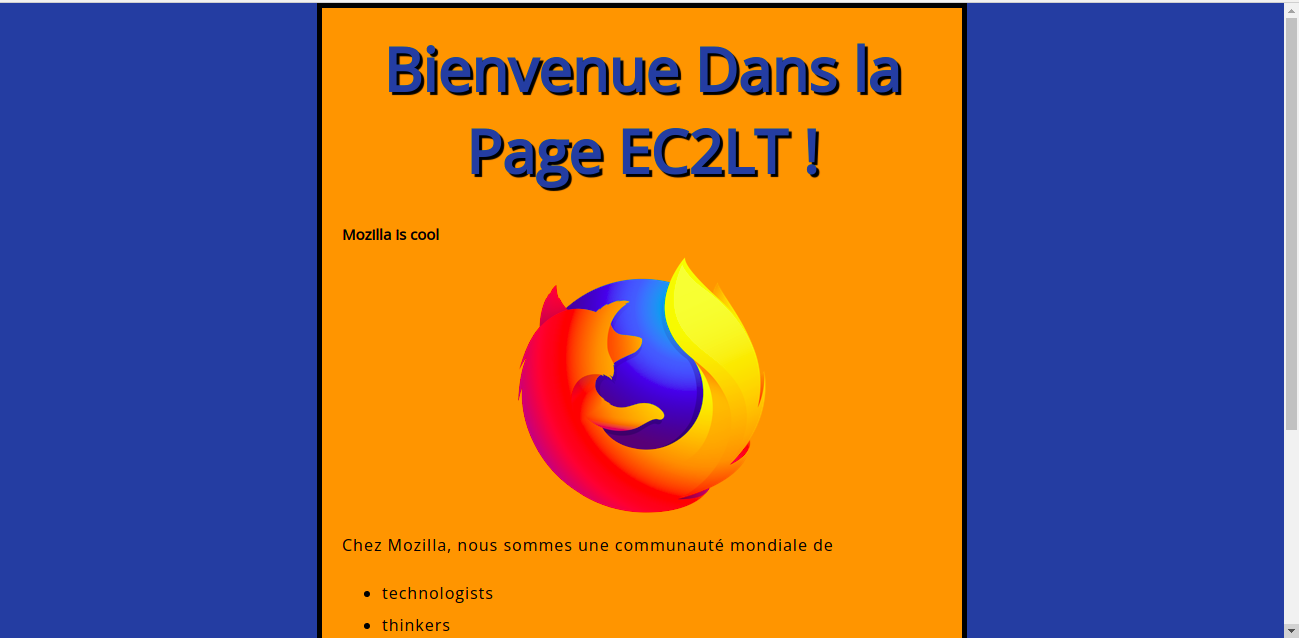 Bienvenue Dans la
Page EC2LT !
Mozilla is cool
Chez Mozilla, nous sommes une communauté mondiale de
technologists
thinkers